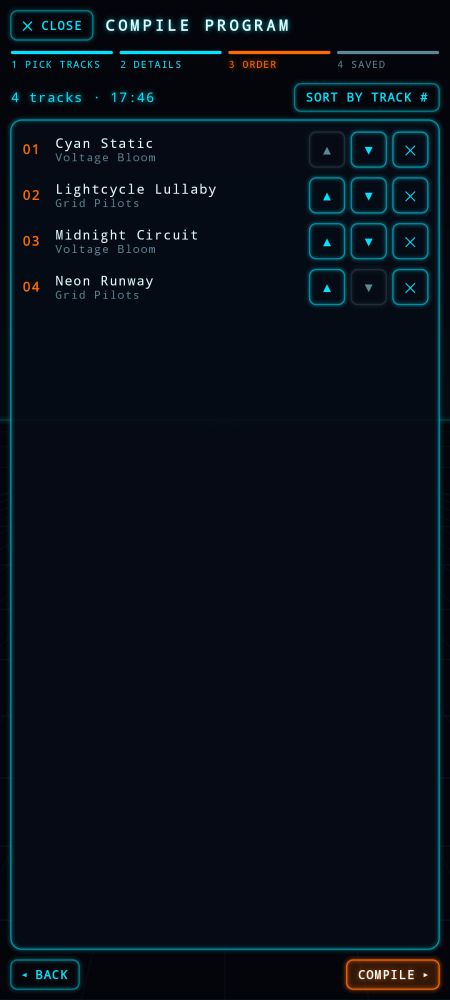 × CLOSE COMPILE PROGRAM
1 PICK TRACKS 2 DETAILS 3 ORDER 4 SAVED
4 tracks · 17:46 SORT BY TRACK #
01 Cyan Static ▲ ▼ ×
Voltage Bloom
02 Lightcycle Lullaby ▲ ▼ ×
Grid Pilots
03 Midnight Circuit ▲ ▼ ×
Voltage Bloom
04 Neon Runway ▲ ▼ ×
Grid Pilots
◂ BACK COMPILE ▸